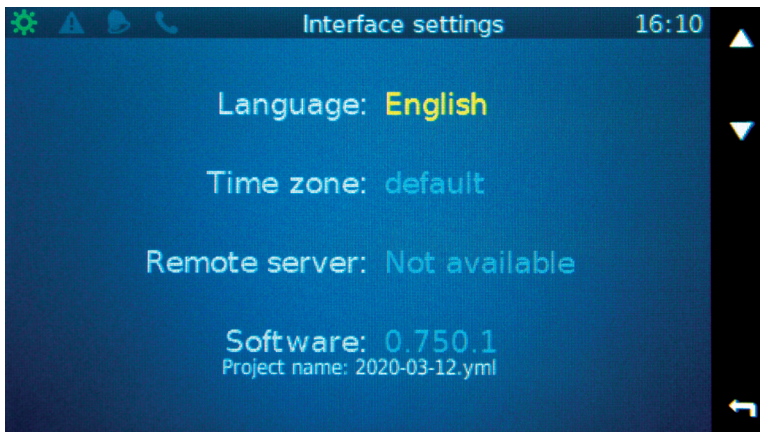 Interface settings 16:10
Language: English
Time zone: default
Remote server: Not available
Software: 0.750.1
Project name: 2020-03-12.yml